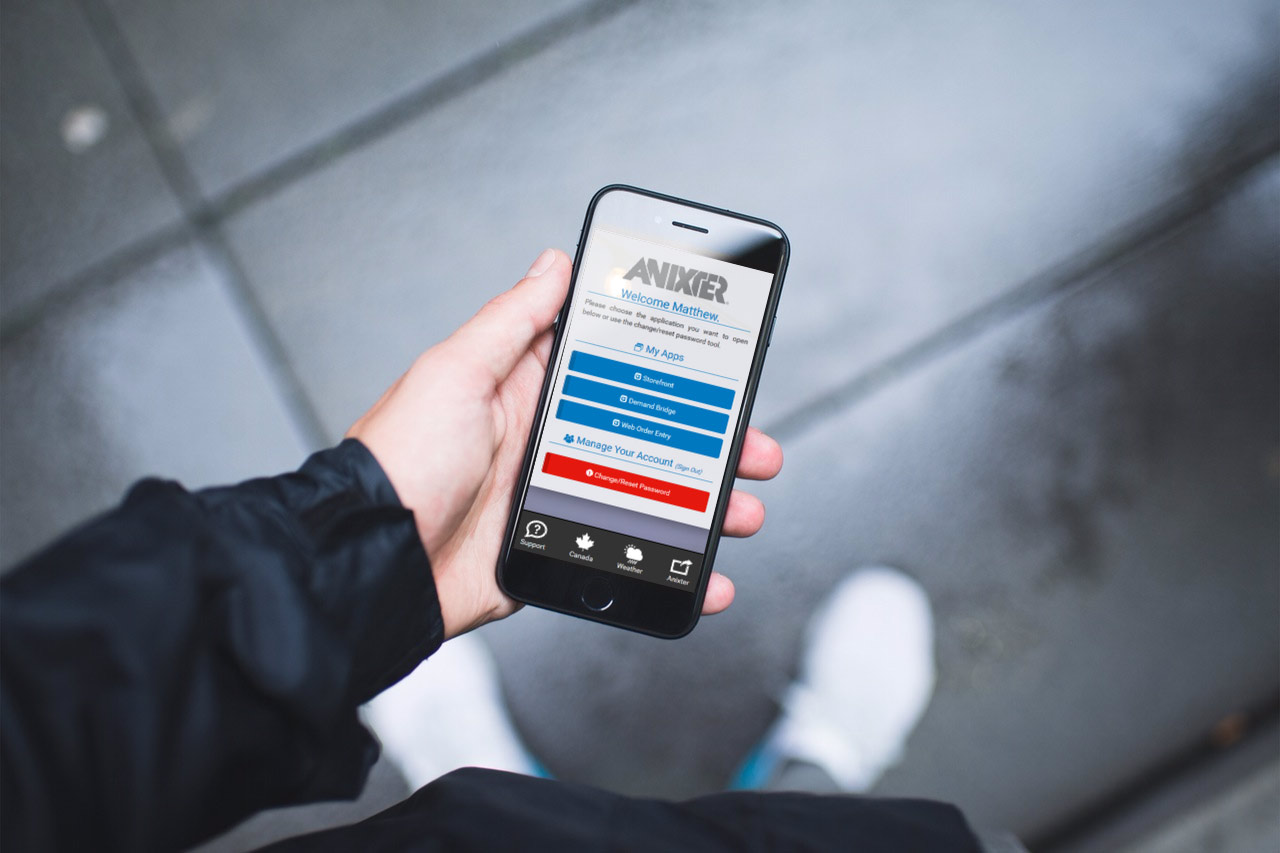 ANIXTER
Welcome Matthew.
Please choose the application you want to open
below or use the change/reset password tool.
My Apps
Storefront
Demand Bridge
Web Order Entry
Manage Your Account (Sign Out)
Change/Reset Password
Support
Canada
Weather
Anixter